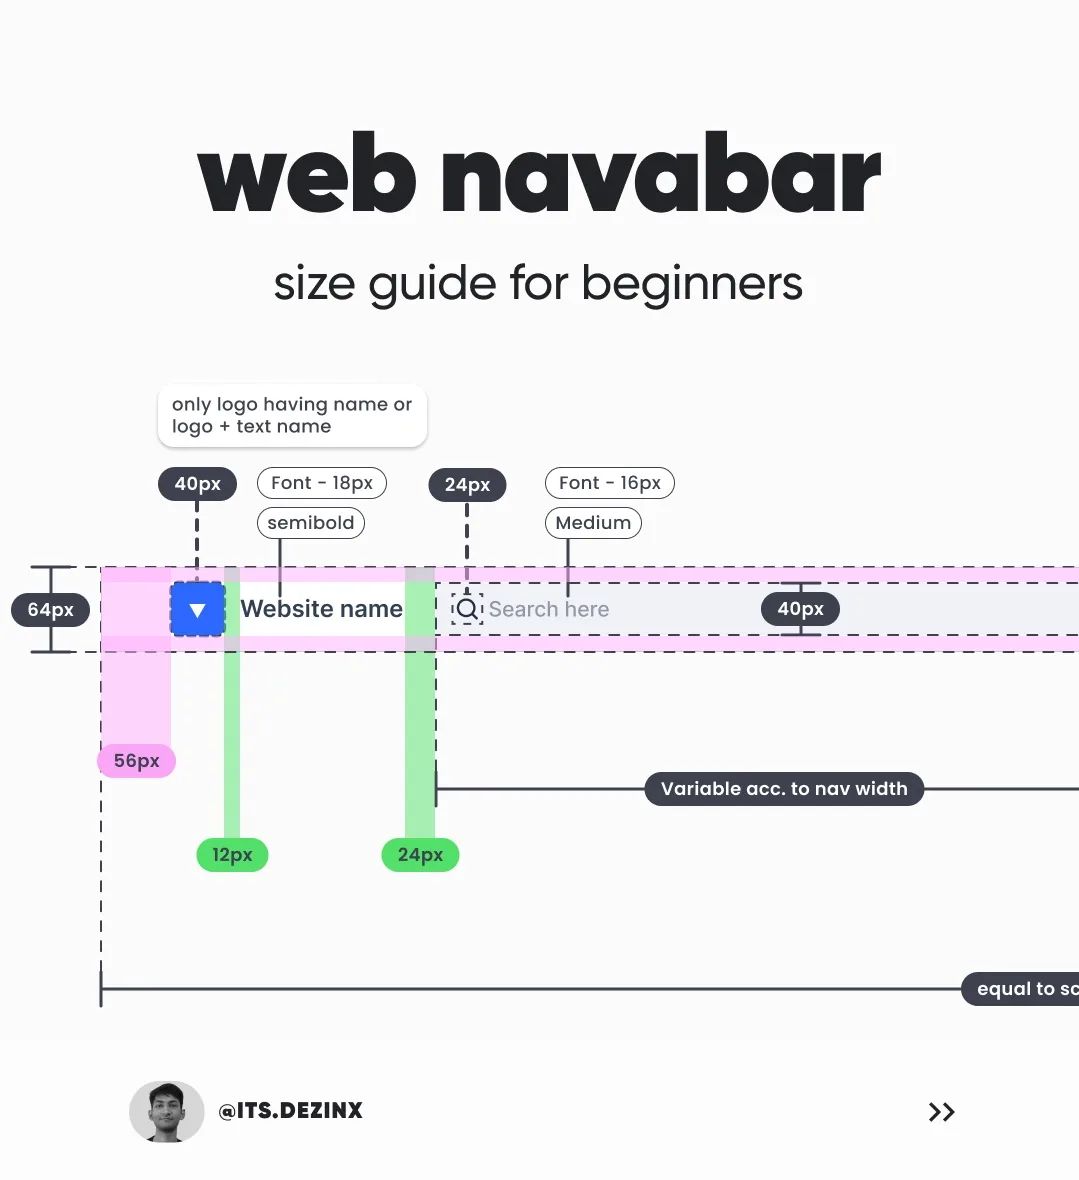 web navabar
size guide for beginners
only logo having name or
logo + text name
40px
Font - 18px
24px
Font - 16px
semibold
Medium
64px
Website name
Search here
40px
56px
Variable acc. to nav width
12px
24px
equal to sc
@ITS.DEZINX